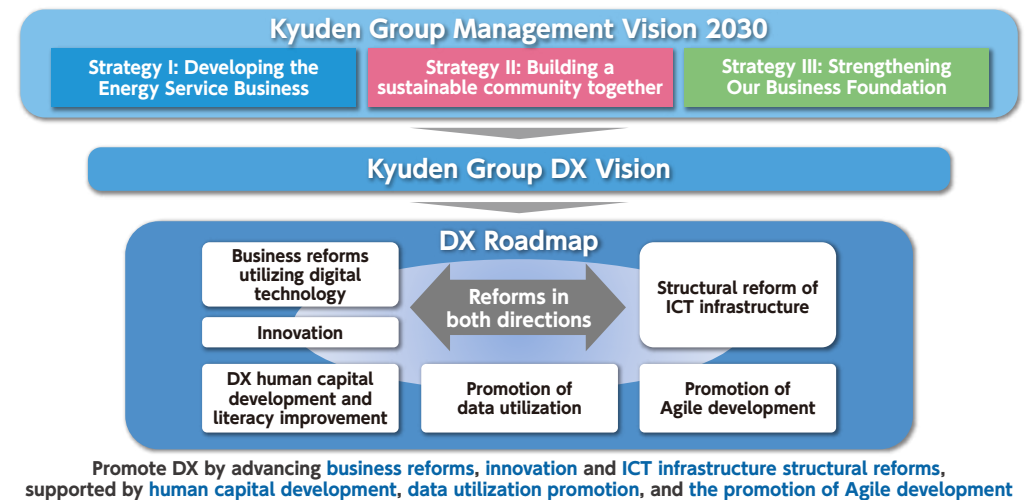 Kyuden Group Management Vision 2030
Strategy I: Developing the
Energy Service Business
Strategy II: Building a
sustainable community together
Strategy III: Strengthening
Our Business Foundation
Kyuden Group DX Vision
DX Roadmap
Business reforms
utilizing digital
technology
Innovation
Reforms in
both directions
Structural reform of
ICT infrastructure
DX human capital
development and
literacy improvement
Promotion of
data utilization
Promotion of
Agile development
Promote DX by advancing business reforms, innovation and ICT infrastructure structural reforms,
supported by human capital development, data utilization promotion, and the promotion of Agile development